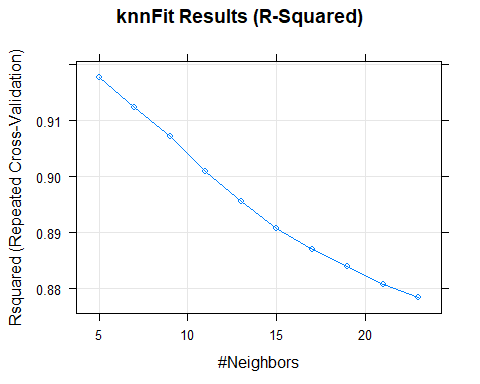 knnFit Results (R-Squared)
Rsquared (Repeated Cross-Validation)
0.91
0.90
0.89
0.88
5
10
15
20
#Neighbors